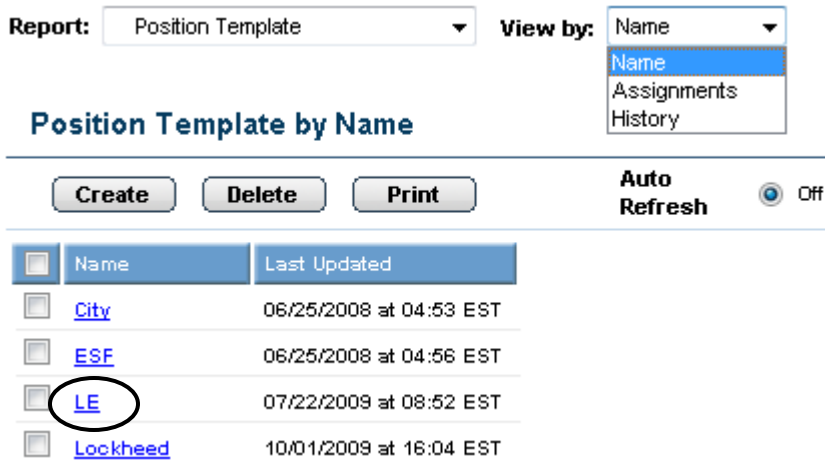 Report: Position Template View by: Name
Name
Assignments
History
Position Template by Name
Create Delete Print Auto Refresh Off
Name Last Updated
City 06/25/2008 at 04:53 EST
ESF 06/25/2008 at 04:56 EST
LE 07/22/2009 at 08:52 EST
Lockheed 10/01/2009 at 16:04 EST